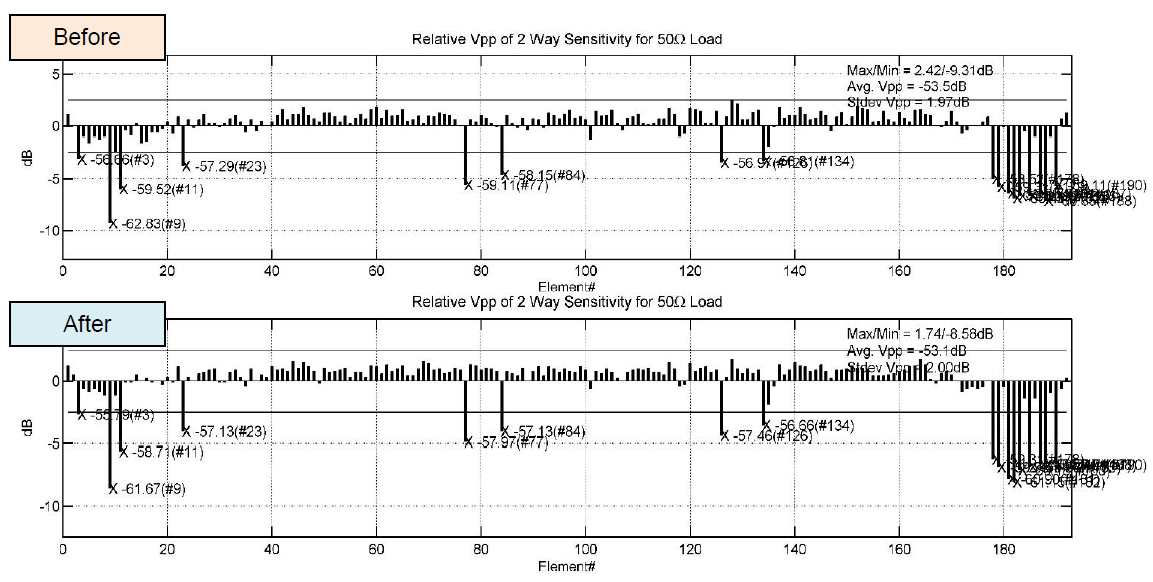 Before
Relative Vpp of 2 Way Sensitivity for 50Ω Load
Max/Min = 2.42/-9.31dB
Avg. Vpp = -53.5dB
Stdev Vpp = 1.97dB
5
0
-5
-10
dB
X -56.66(#3)
X -57.29(#23)
X -59.52(#11)
X -62.83(#9)
X -59.11(#77)
X -58.15(#84)
X -56.97(#126)
X -56.81(#134)
0 20 40 60 80 100 120 140 160 180
Element#
After
Relative Vpp of 2 Way Sensitivity for 50Ω Load
Max/Min = 1.74/-8.58dB
Avg. Vpp = -53.1dB
Stdev Vpp = 2.00dB
0
-5
-10
dB
X -55.79(#3)
X -57.13(#23)
X -58.71(#11)
X -61.67(#9)
X -57.97(#77)
X -57.13(#84)
X -57.46(#126)
X -56.66(#134)
0 20 40 60 80 100 120 140 160 180
Element#